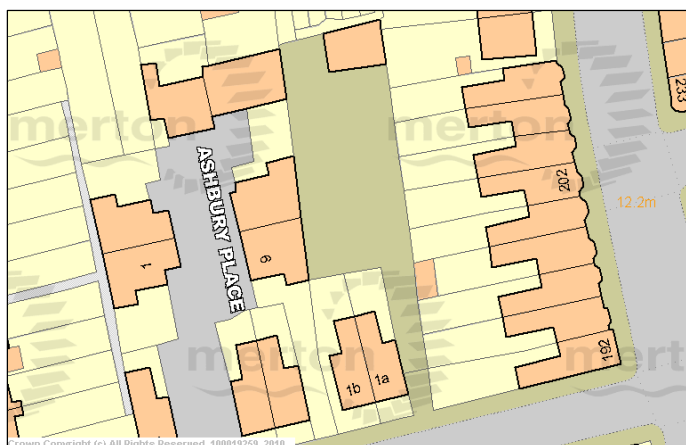 233
merton
merton
ASHBURY PLACE
202
12.2m
9
1
merton
merton
192
1b
1a
Crown Copyright (c) All Rights Reserved. 100019259. 2010.